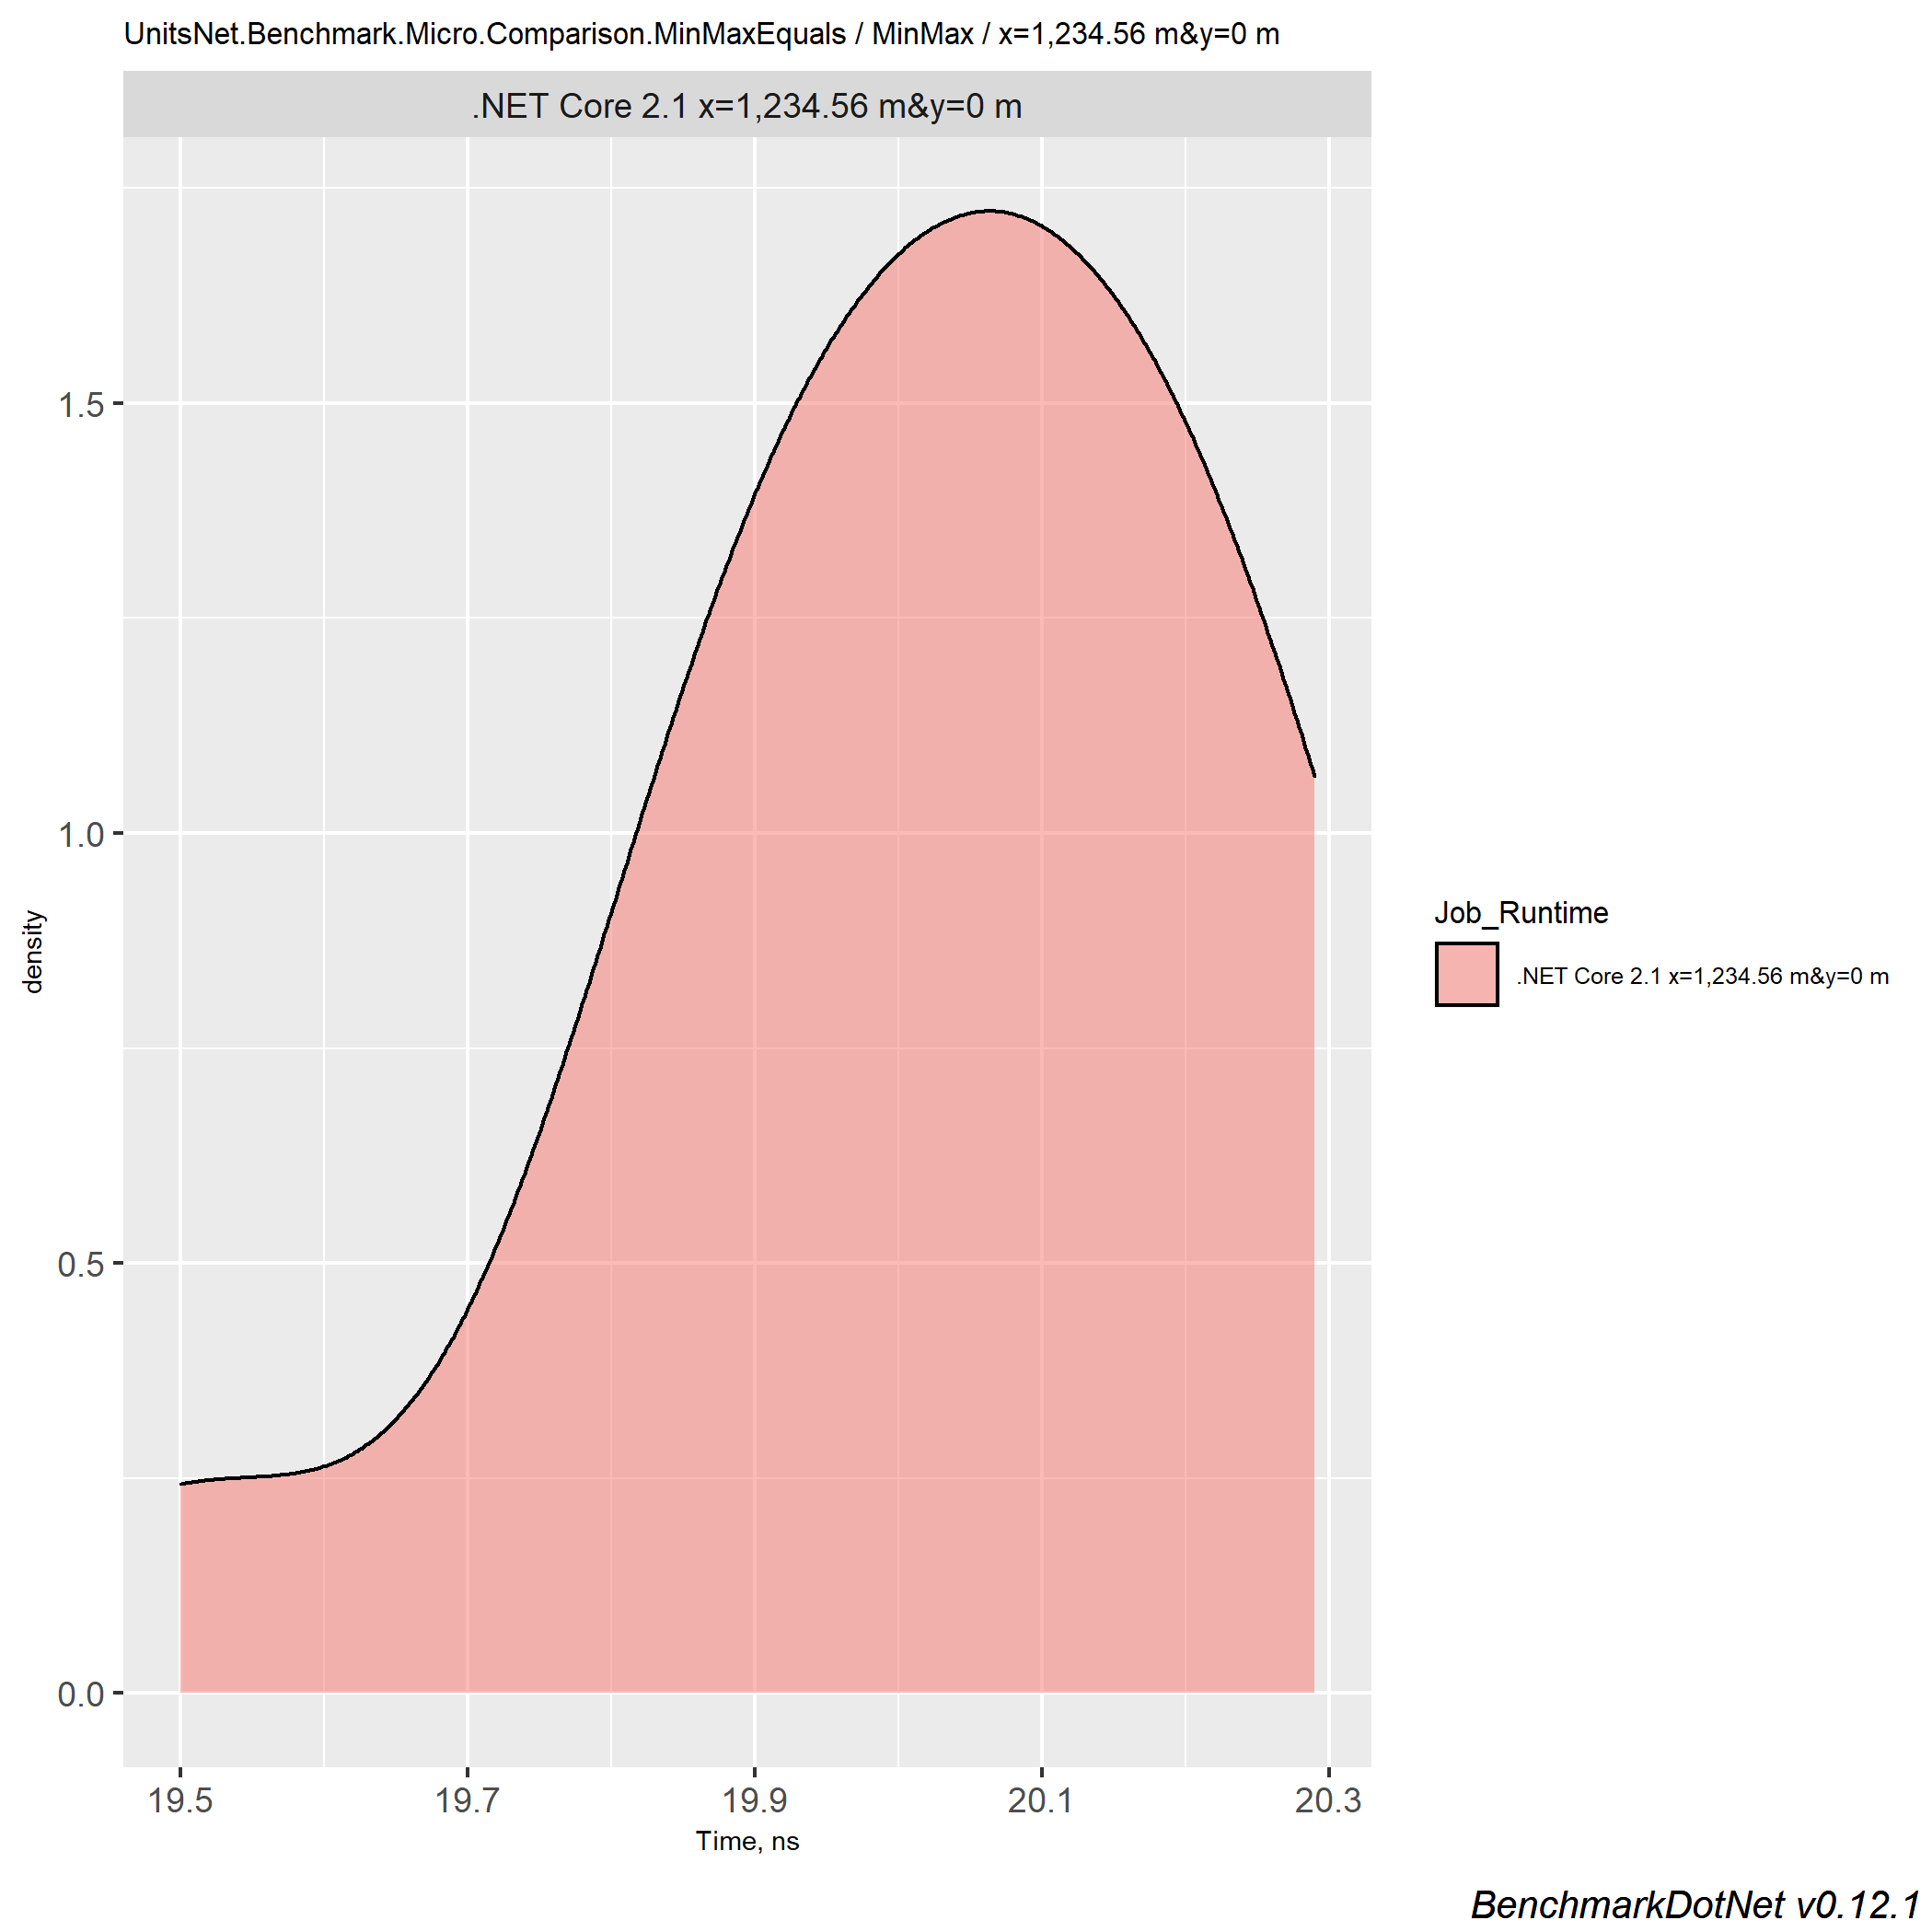 UnitsNet.Benchmark.Micro.Comparison.MinMaxEquals / MinMax / x=1,234.56 m&y=0 m
.NET Core 2.1 x=1,234.56 m&y=0 m
1.5
1.0
0.5
0.0
density
19.5 19.7 19.9 20.1 20.3
Time, ns
Job_Runtime
.NET Core 2.1 x=1,234.56 m&y=0 m
BenchmarkDotNet v0.12.1